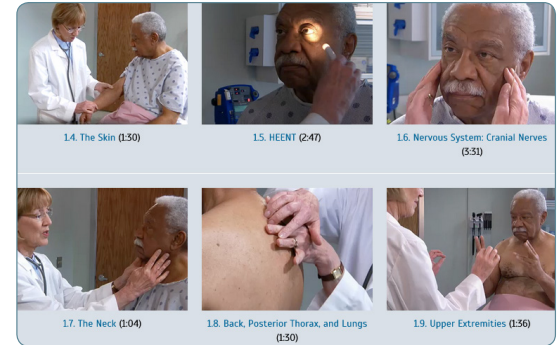 1.4. The Skin (1:30)
1.5. HEENT (2:47)
1.6. Nervous System: Cranial Nerves
(3:31)
1.7. The Neck (1:04)
1.8. Back, Posterior Thorax, and Lungs
(1:30)
1.9. Upper Extremities (1:36)